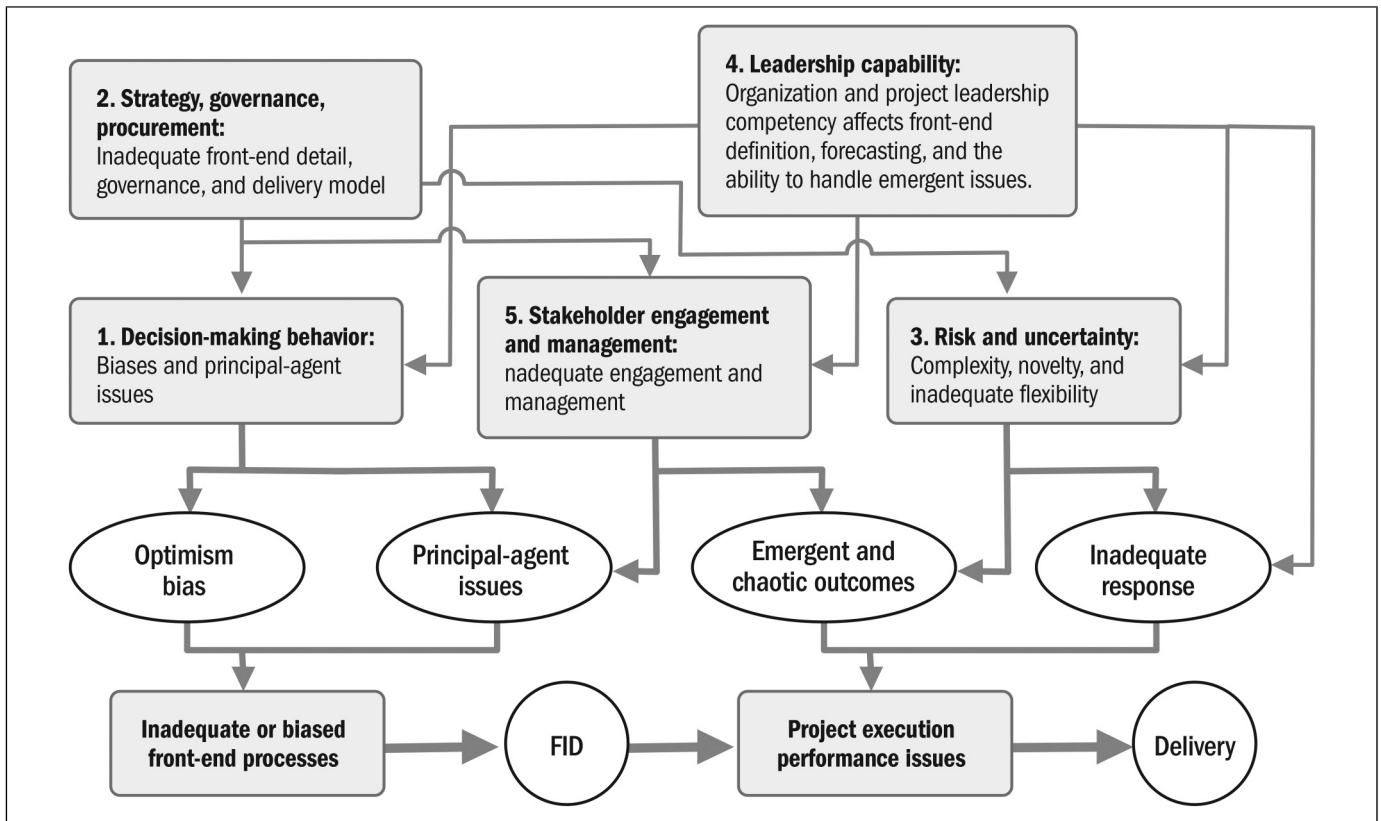 2. Strategy, governance,
procurement:
Inadequate front-end detail,
governance, and delivery model
4. Leadership capability:
Organization and project leadership
competency affects front-end
definition, forecasting, and the
ability to handle emergent issues.
1. Decision-making behavior:
Biases and principal-agent
issues
5. Stakeholder engagement
and management:
nadequate engagement and
management
3. Risk and uncertainty:
Complexity, novelty, and
inadequate flexibility
Optimism
bias
Principal-agent
issues
Emergent and
chaotic outcomes
Inadequate
response
Inadequate or biased
front-end processes
FID
Project execution
performance issues
Delivery